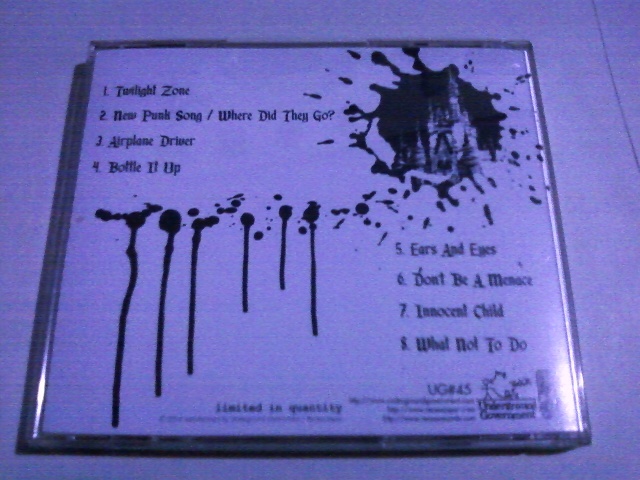 1. Twilight Zone
2. New Punk Song / Where Did They Go?
3 Airplane Driver
4. Bottle It Up
5. Ears And Eyes
6. Don't Be A Menace
7. Innocent Child
8. What Not To Do
UG#45
limited in quantity
Underterrence
Government